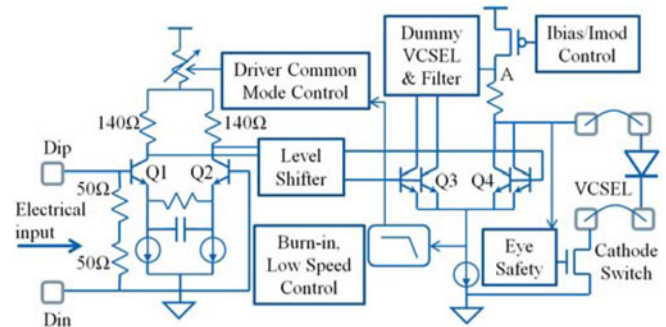 Dummy
VCSEL
& Filter
Ibias/Imod
Control
Driver Common
Mode Control
A
140Ω
140Ω
Dip
Q1
Q2
Level
Shifter
Q3
Q4
50Ω
VCSEL
Electrical
input
50Ω
Burn-in,
Low Speed
Control
Eye
Safety
Cathode
Switch
Din